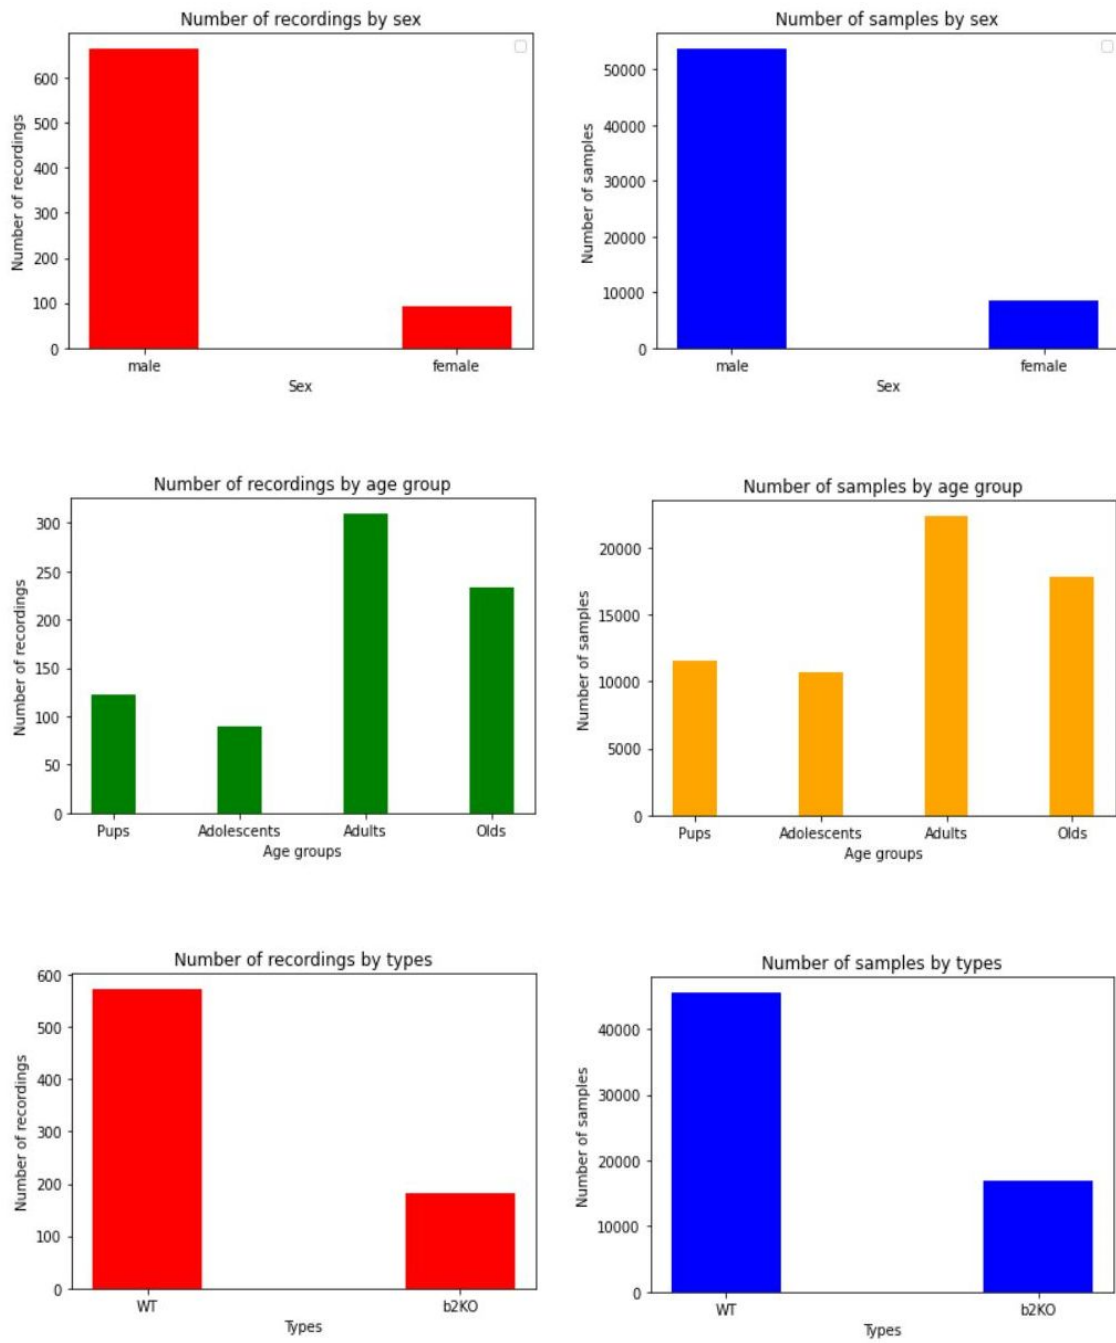 Number of recordings by sex
Number of recordings
600
500
400
300
200
100
0
male
female
Sex
Number of samples by sex
Number of samples
50000
40000
30000
20000
10000
0
male
female
Sex
Number of recordings by age group
Number of recordings
300
250
200
150
100
50
0
Pups
Adolescents
Adults
Olds
Age groups
Number of samples by age group
Number of samples
20000
15000
10000
5000
0
Pups
Adolescents
Adults
Olds
Age groups
Number of recordings by types
Number of recordings
600
500
400
300
200
100
0
WT
b2KO
Types
Number of samples by types
Number of samples
40000
30000
20000
10000
0
WT
b2KO
Types